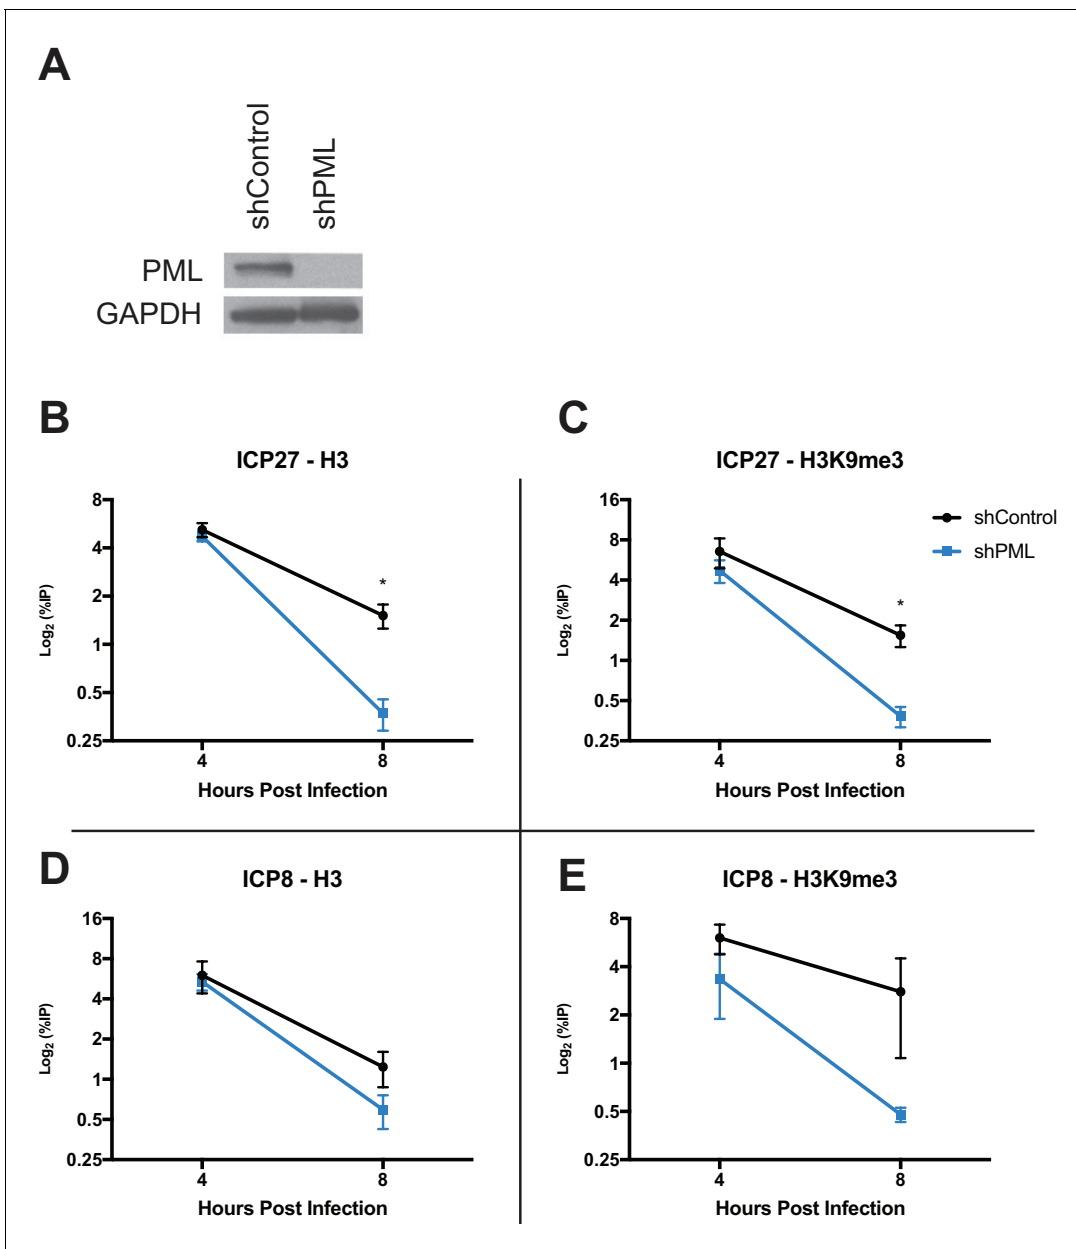 A
shControl
shPML
PML
GAPDH
B
ICP27 - H3
Log2 (%IP)
8
4
2
1
0.5
0.25
*
4
8
Hours Post Infection
C
ICP27 - H3K9me3
Log2 (%IP)
16
8
4
2
1
0.5
0.25
*
4
8
Hours Post Infection
shControl
shPML
D
ICP8 - H3
Log2 (%IP)
16
8
4
2
1
0.5
0.25
4
8
Hours Post Infection
E
ICP8 - H3K9me3
Log2 (%IP)
8
4
2
1
0.5
0.25
4
8
Hours Post Infection